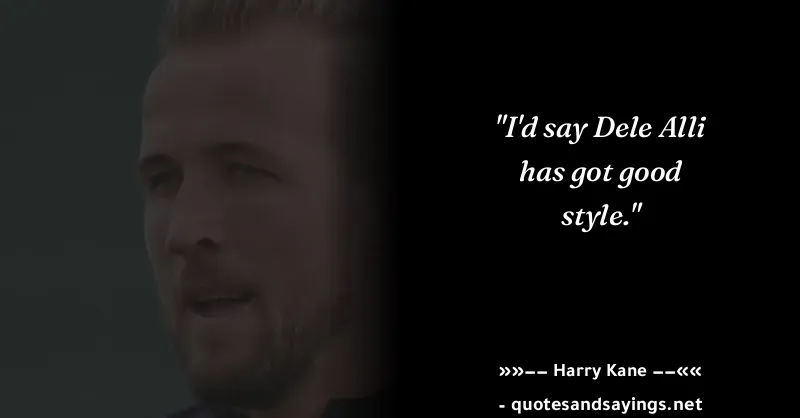 "I'd say Dele Alli
has got good
style."
»»–– Harry Kane ––««
- quotesandsayings.net